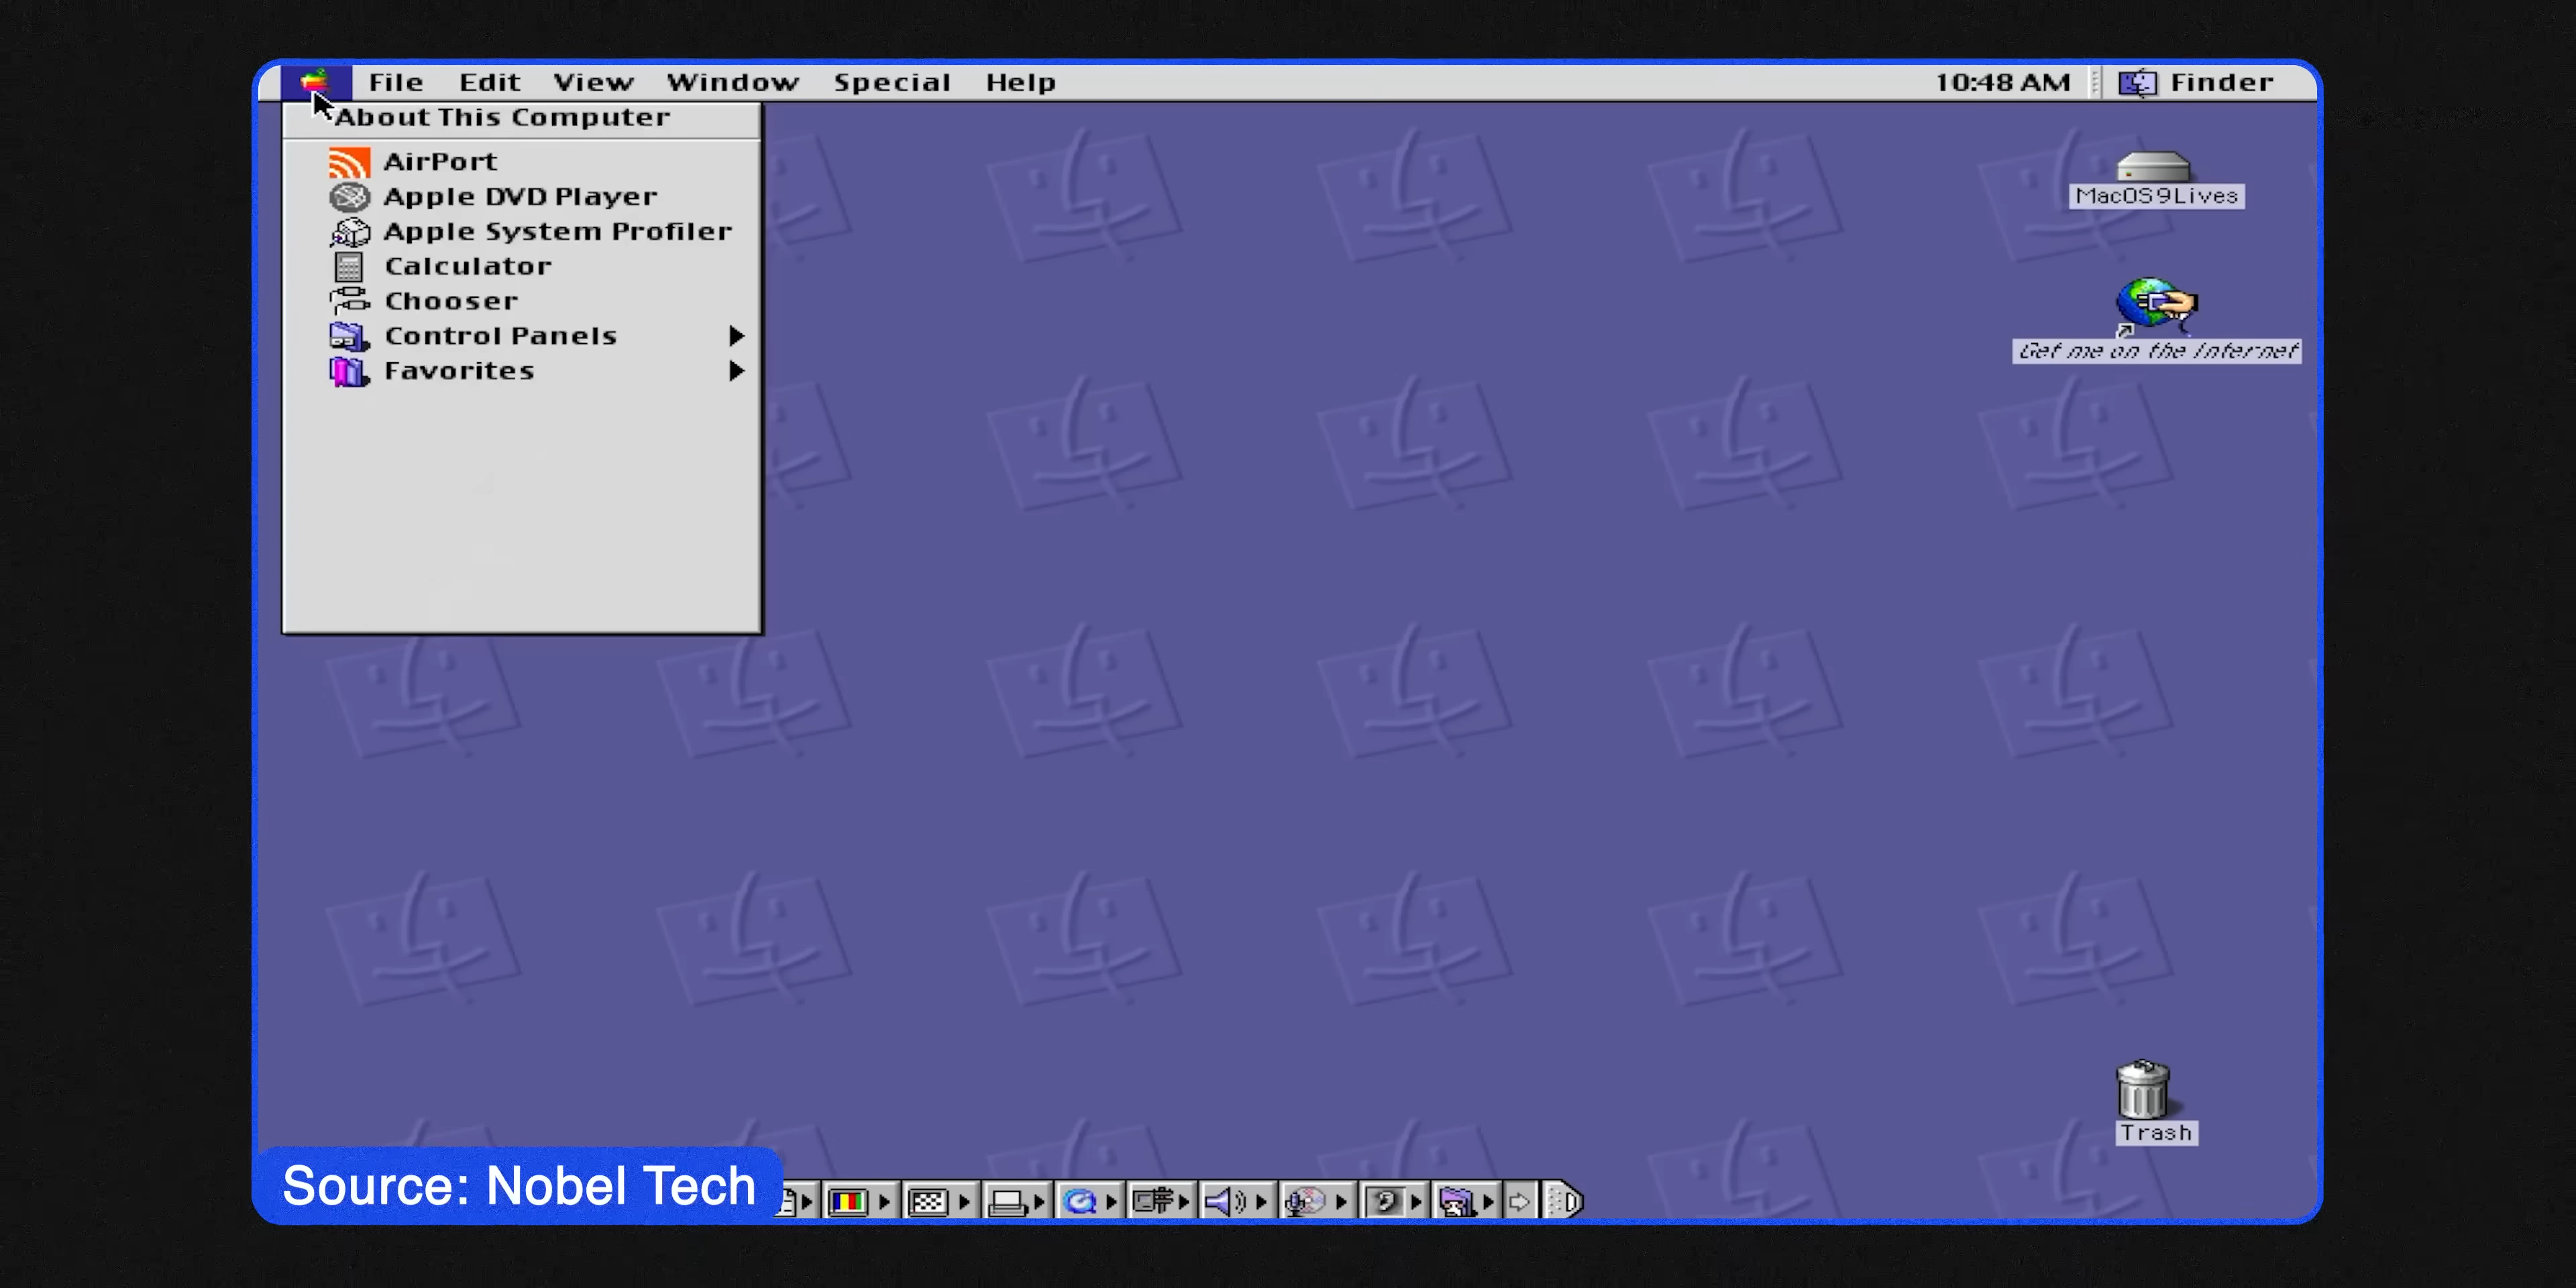 File Edit View Window Special Help 10:48 AM Finder
About This Computer
AirPort
Apple DVD Player
Apple System Profiler
Calculator
Chooser
Control Panels
Favorites
MacOS9Lives
Get me on the Internet
Trash
Source: Nobel Tech